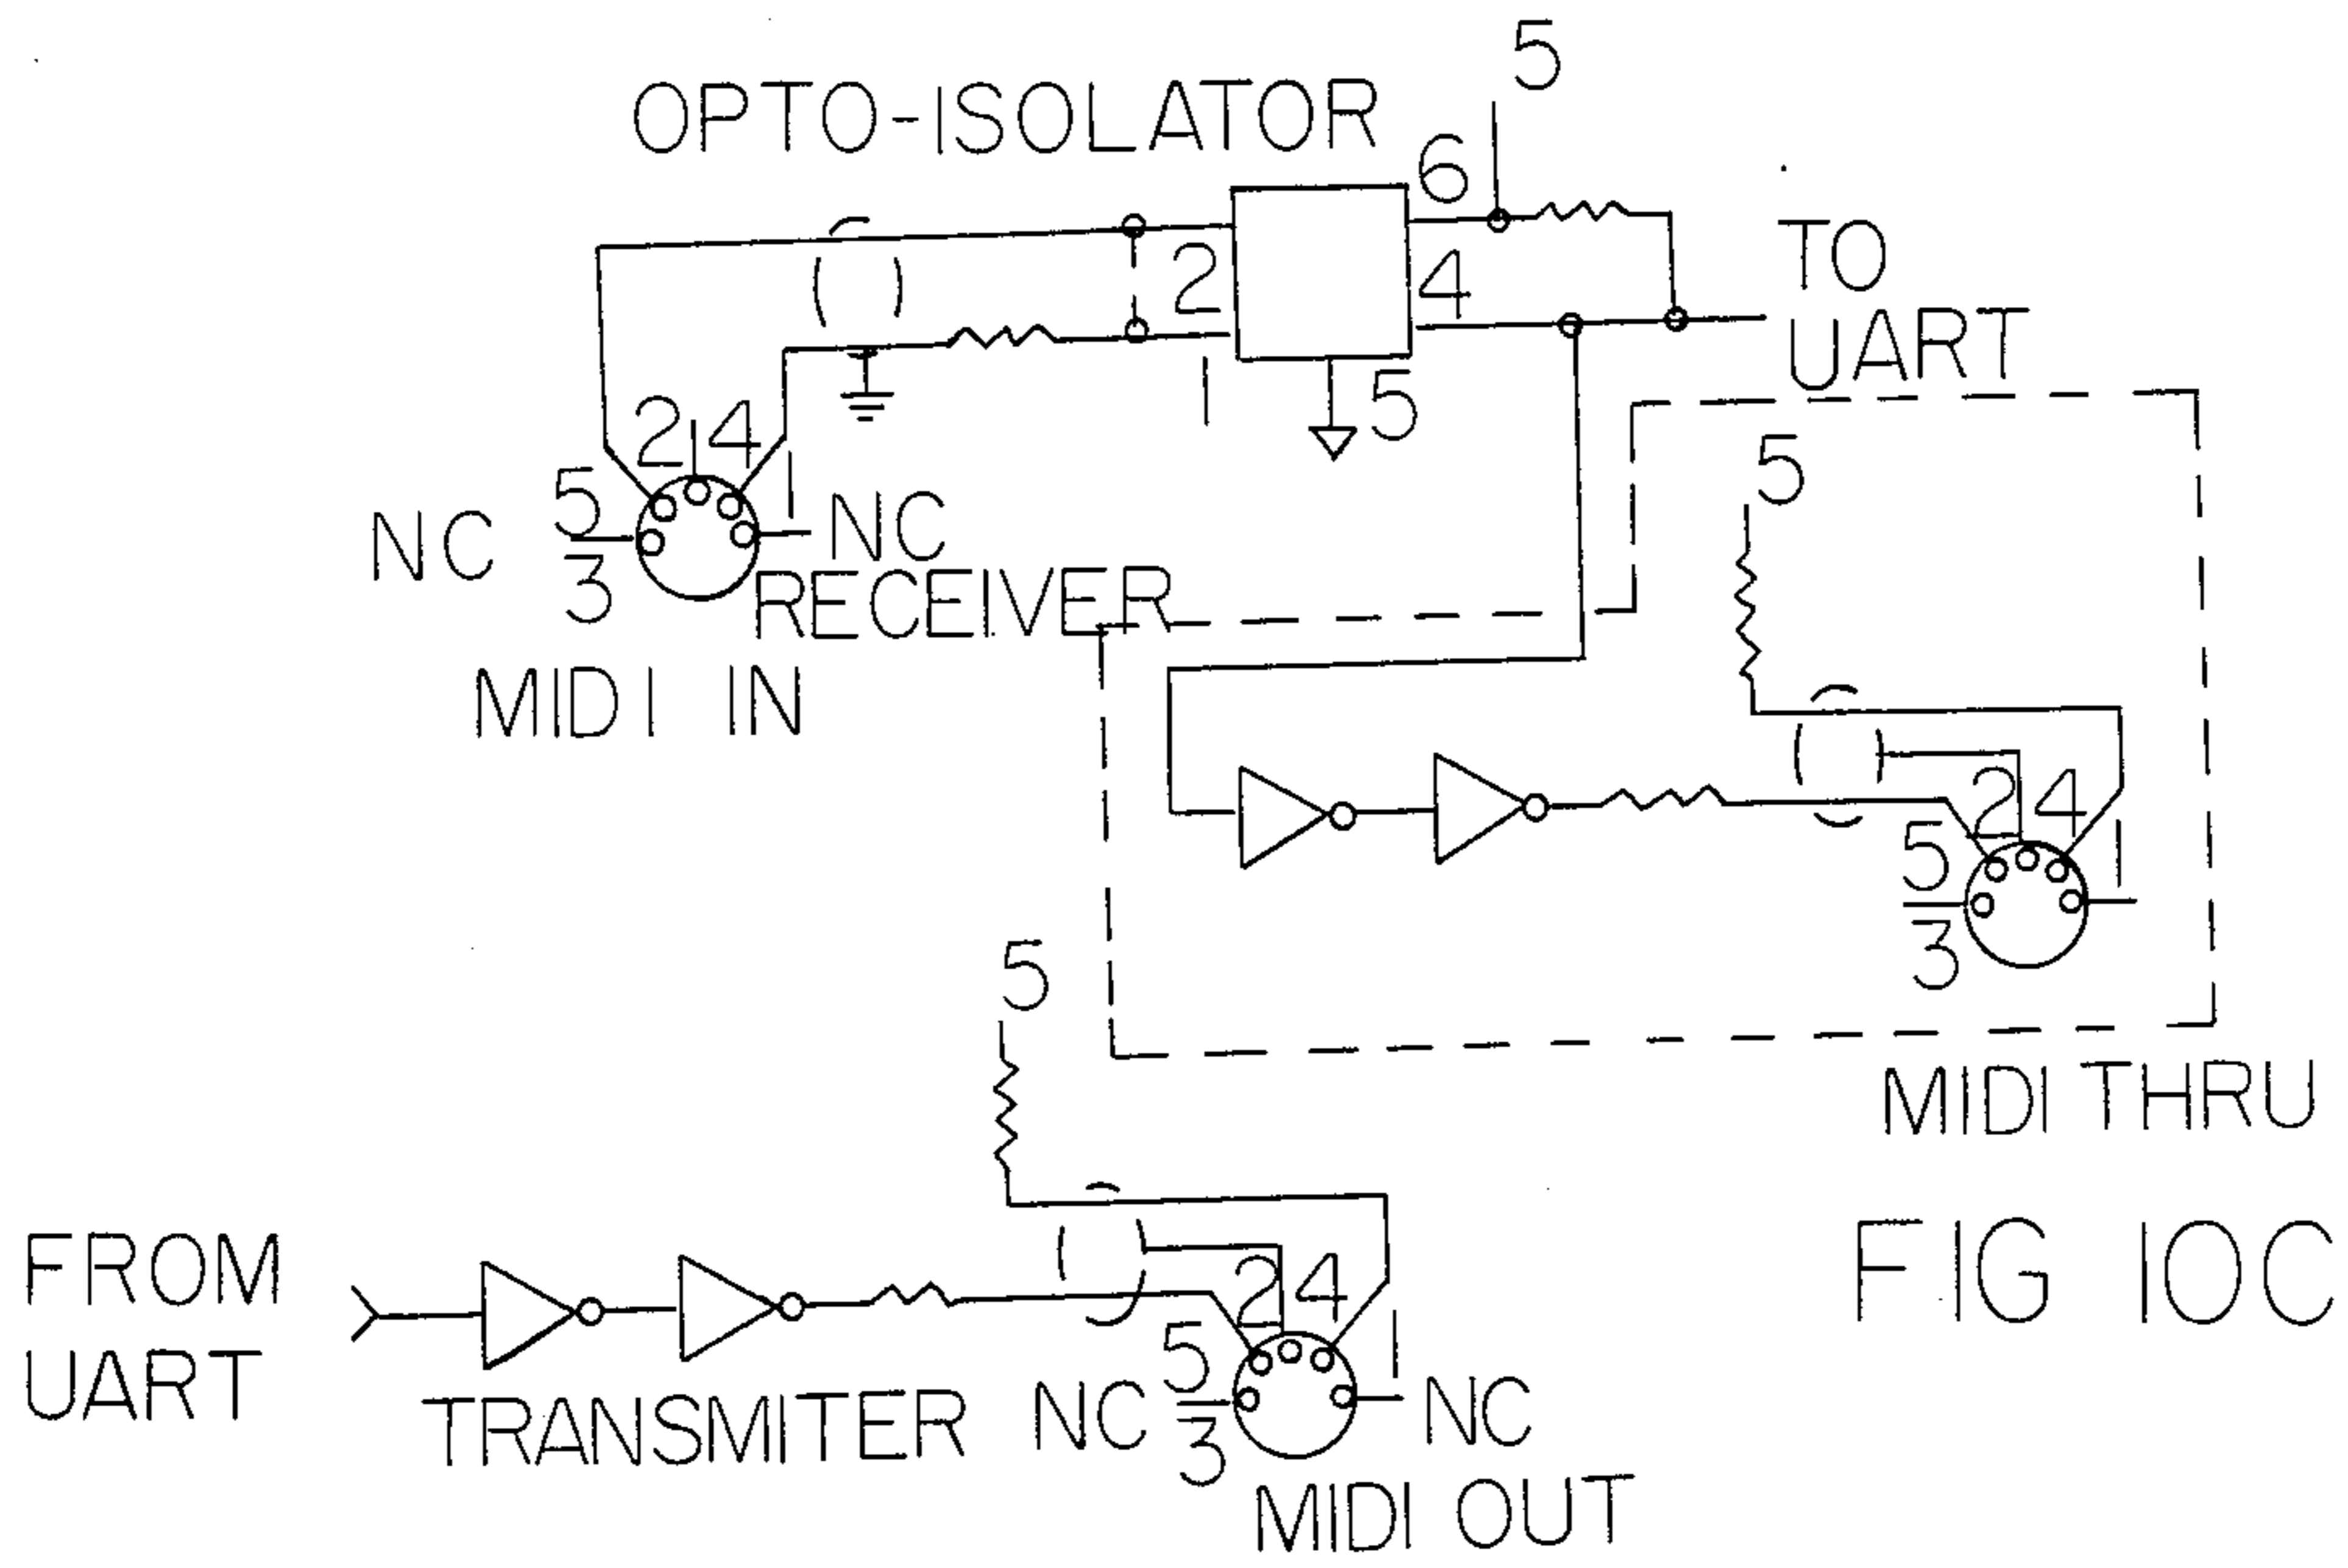 5
OPTO-ISOLATOR
6
2
4
TO
UART
1
5
2 4
5
1
NC
NC
3
RECEIVER
MIDI IN
5
2 4
5
1
3
MIDI THRU
5
FROM
UART
2 4
5
1
TRANSMITER
NC
NC
3
MIDI OUT
FIG 10C